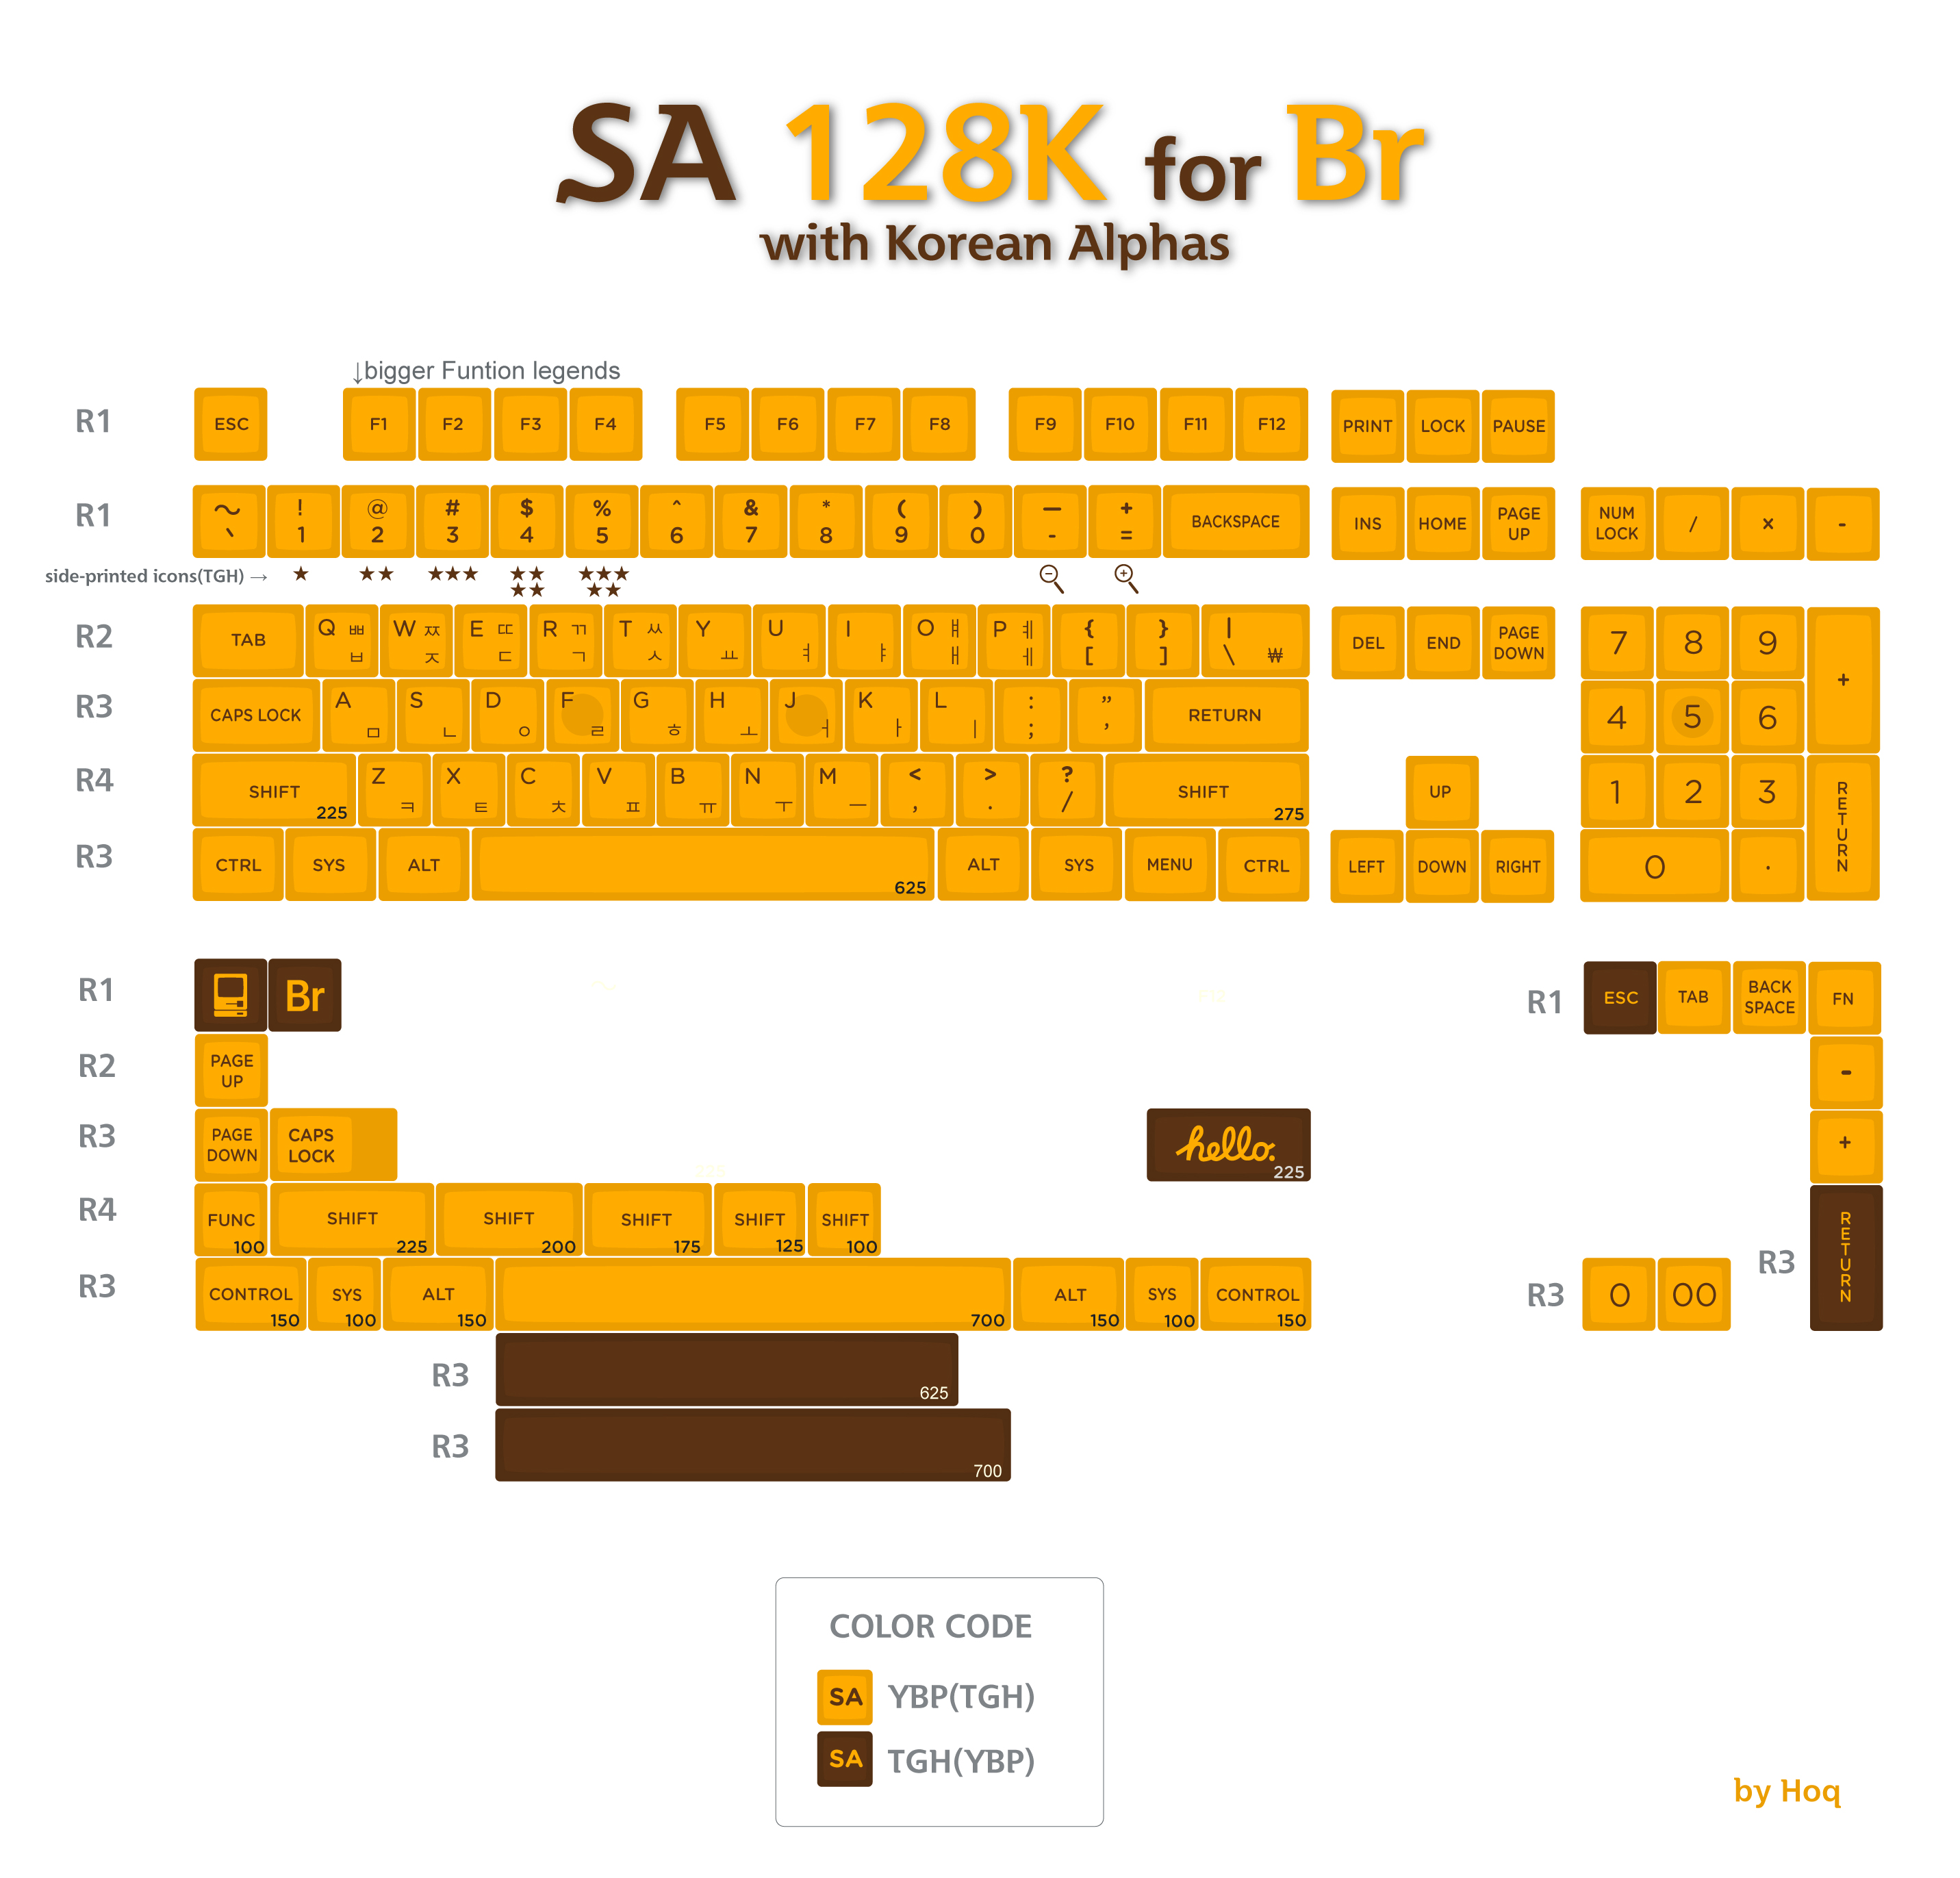 SA 128K for Br
with Korean Alphas
↓bigger Funtion legends
R1 ESC F1 F2 F3 F4 F5 F6 F7 F8 F9 F10 F11 F12 PRINT LOCK PAUSE
R1 ~ ` ! 1 @ 2 # 3 $ 4 % 5 ^ 6 & 7 * 8 ( 9 ) 0 — - + = BACKSPACE INS HOME PAGE UP NUM LOCK / × -
side-printed icons(TGH) → ★ ★★ ★★★ ★★★★ ★★★★★
R2 TAB Q ㅃ ㅂ W ㅉ ㅈ E ㄸ ㄷ R ㄲ ㄱ T ㅆ ㅅ Y ㅛ U ㅕ I ㅑ O ㅒ ㅐ P ㅖ ㅔ { [ } ] | \ ₩ DEL END PAGE DOWN 7 8 9 +
R3 CAPS LOCK A ㅁ S ㄴ D ㅇ F ㄹ G ㅎ H ㅗ J ㅓ K ㅏ L ㅣ : ; ” ’ RETURN 4 5 6
R4 SHIFT 225 Z ㅋ X ㅌ C ㅊ V ㅍ B ㅠ N ㅜ M ㅡ < , > . ? / SHIFT 275 UP 1 2 3 RETURN
R3 CTRL SYS ALT 625 ALT SYS MENU CTRL LEFT DOWN RIGHT 0 .
R1 Br R1 ESC TAB BACK SPACE FN
R2 PAGE UP -
R3 PAGE DOWN CAPS LOCK hello. 225 +
R4 FUNC 100 SHIFT 225 SHIFT 200 SHIFT 175 SHIFT 125 SHIFT 100 R3 RETURN
R3 CONTROL 150 SYS 100 ALT 150 700 ALT 150 SYS 100 CONTROL 150 R3 0 00
R3 625
R3 700
COLOR CODE
SA YBP(TGH)
SA TGH(YBP)
by Hoq